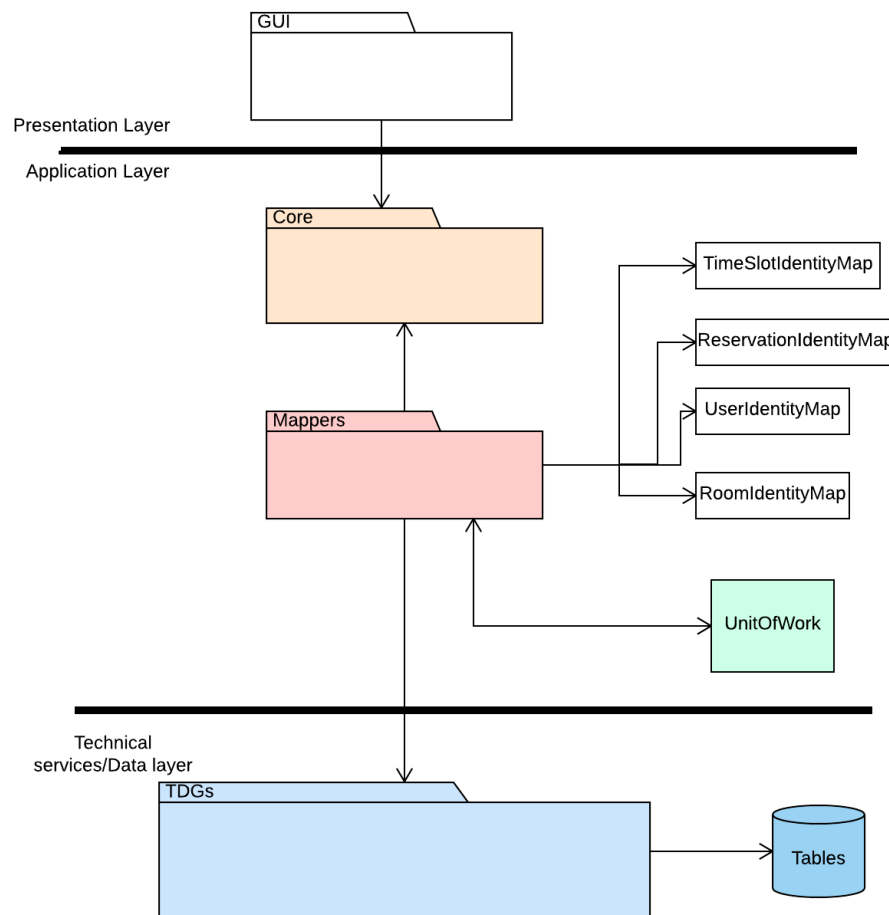 GUI
Presentation Layer
Application Layer
Core
TimeSlotIdentityMap
ReservationIdentityMap
UserIdentityMap
Mappers
RoomIdentityMap
UnitOfWork
Technical
services/Data layer
TDGs
Tables